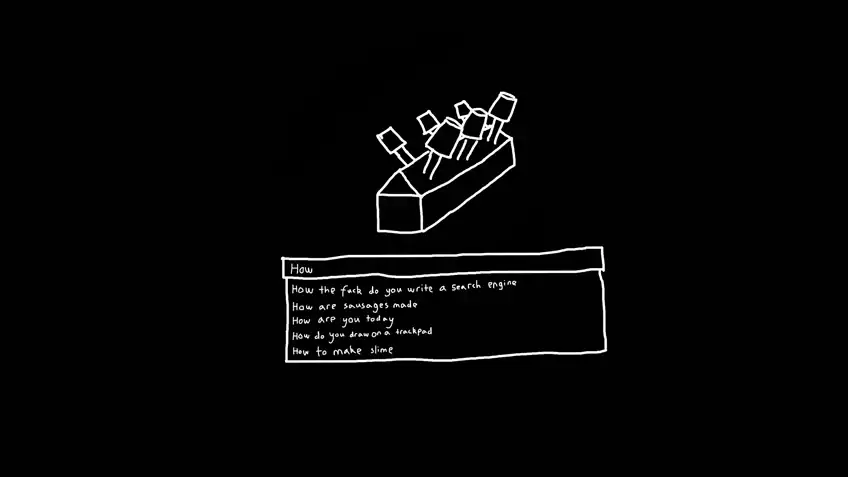 How
How the fuck do you write a search engine
How are sausages made
How are you today
How do you draw on a trackpad
How to make slime